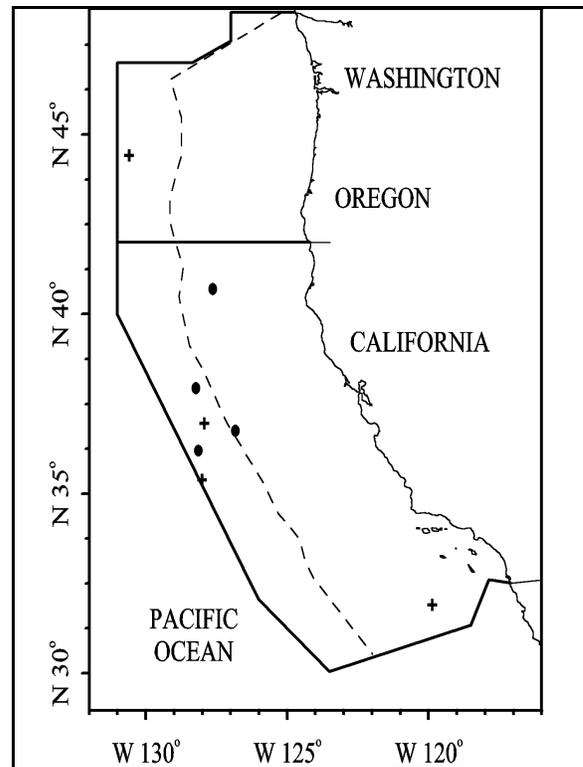 WASHINGTON
N 45°
OREGON
N 40°
CALIFORNIA
N 35°
PACIFIC
OCEAN
N 30°
W 130°
W 125°
W 120°